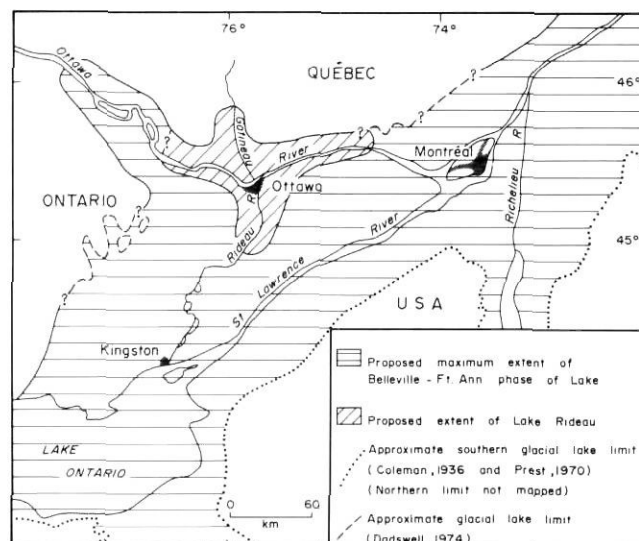 76°
74°
46°
45°
Ottawa
QUÉBEC
Gatineau
River
Montréal
Ottawa
ONTARIO
Rideau R
Richelieu R
St Lawrence River
USA
Kingston
LAKE
ONTARIO
?
?
?
?
?
?
?
Proposed maximum extent of
Belleville - Ft. Ann phase of Lake
Proposed extent of Lake Rideau
Approximate southern glacial lake limit
(Coleman, 1936 and Prest, 1970)
(Northern limit not mapped)
Approximate glacial lake limit
(Dadswell, 1974)
0 60
km